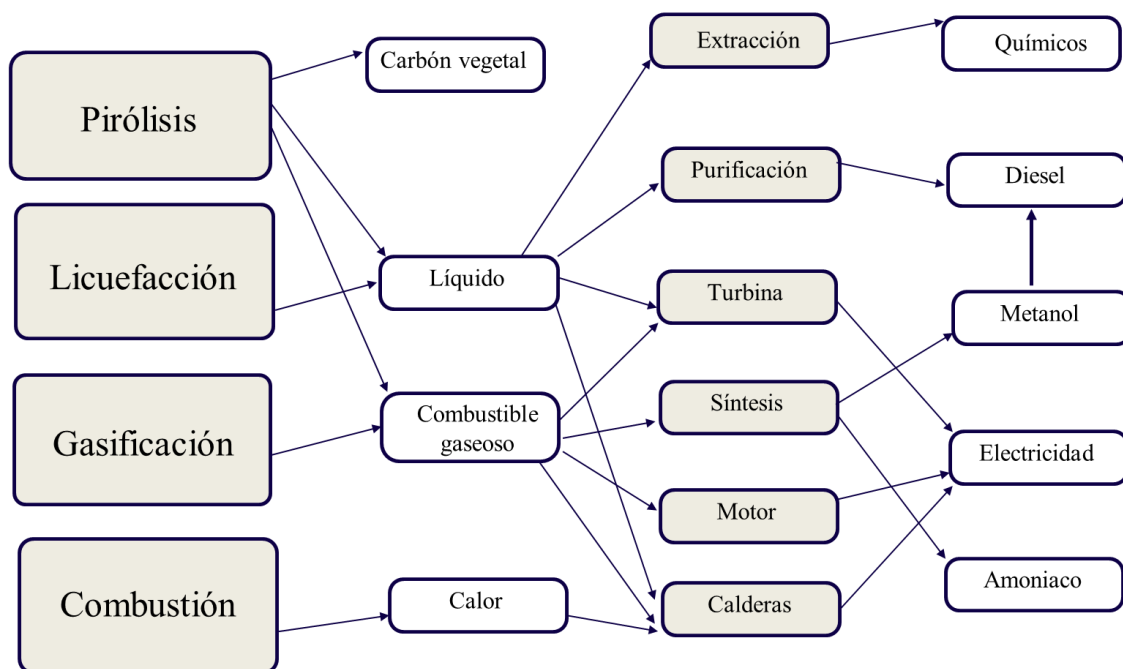 Pirólisis
Licuefacción
Gasificación
Combustión
Carbón vegetal
Líquido
Combustible
gaseoso
Calor
Extracción
Purificación
Turbina
Síntesis
Motor
Calderas
Químicos
Diesel
Metanol
Electricidad
Amoniaco